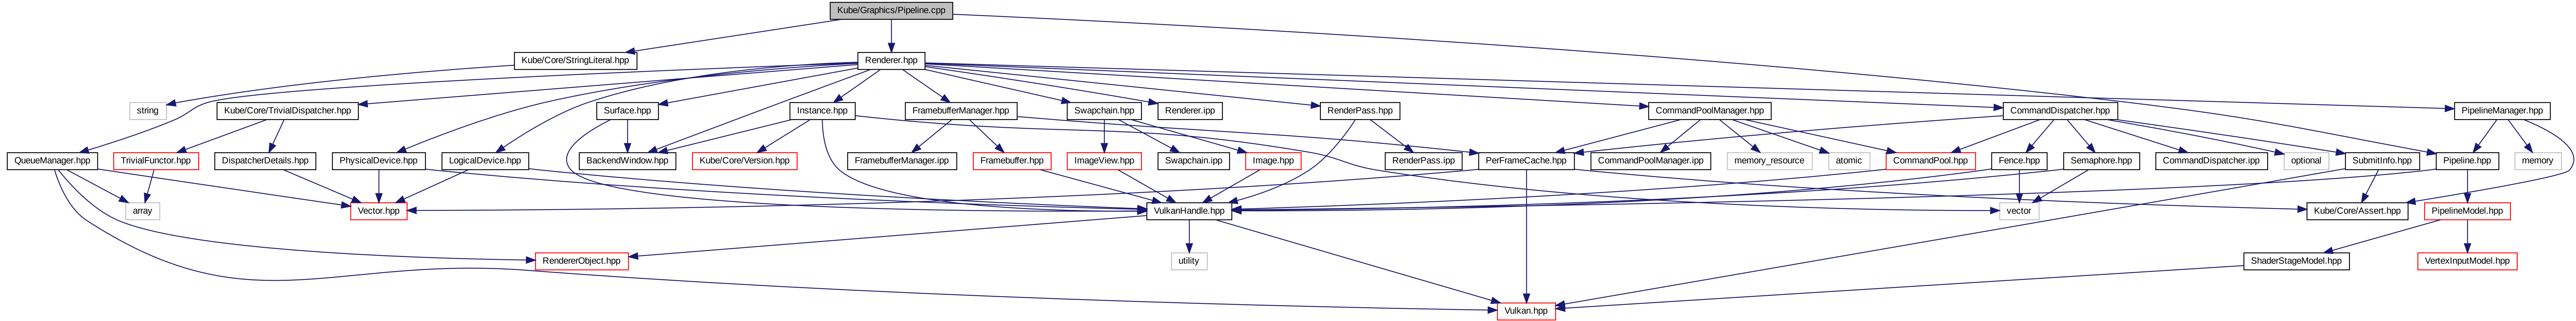 Kube/Graphics/Pipeline.cpp
Kube/Core/StringLiteral.hpp
Renderer.hpp
string
Kube/Core/TrivialDispatcher.hpp
Surface.hpp
Instance.hpp
FramebufferManager.hpp
Swapchain.hpp
Renderer.ipp
RenderPass.hpp
CommandPoolManager.hpp
CommandDispatcher.hpp
PipelineManager.hpp
QueueManager.hpp
TrivialFunctor.hpp
DispatcherDetails.hpp
PhysicalDevice.hpp
LogicalDevice.hpp
BackendWindow.hpp
Kube/Core/Version.hpp
FramebufferManager.ipp
Framebuffer.hpp
ImageView.hpp
Swapchain.ipp
Image.hpp
RenderPass.ipp
PerFrameCache.hpp
CommandPoolManager.ipp
memory_resource
atomic
CommandPool.hpp
Fence.hpp
Semaphore.hpp
CommandDispatcher.ipp
optional
SubmitInfo.hpp
Pipeline.hpp
memory
array
Vector.hpp
VulkanHandle.hpp
vector
Kube/Core/Assert.hpp
PipelineModel.hpp
RendererObject.hpp
utility
ShaderStageModel.hpp
VertexInputModel.hpp
Vulkan.hpp